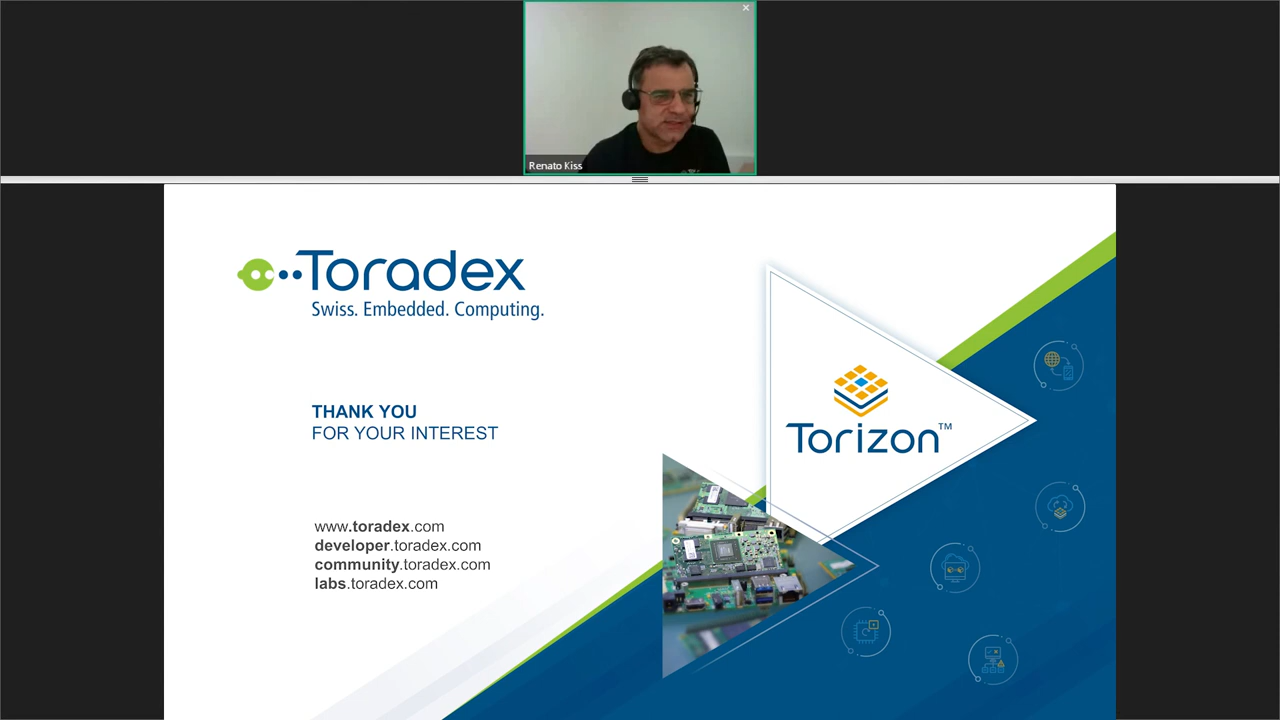 Renato Kiss
Toradex
Swiss. Embedded. Computing.
THANK YOU
FOR YOUR INTEREST
Torizon™
www.toradex.com
developer.toradex.com
community.toradex.com
labs.toradex.com